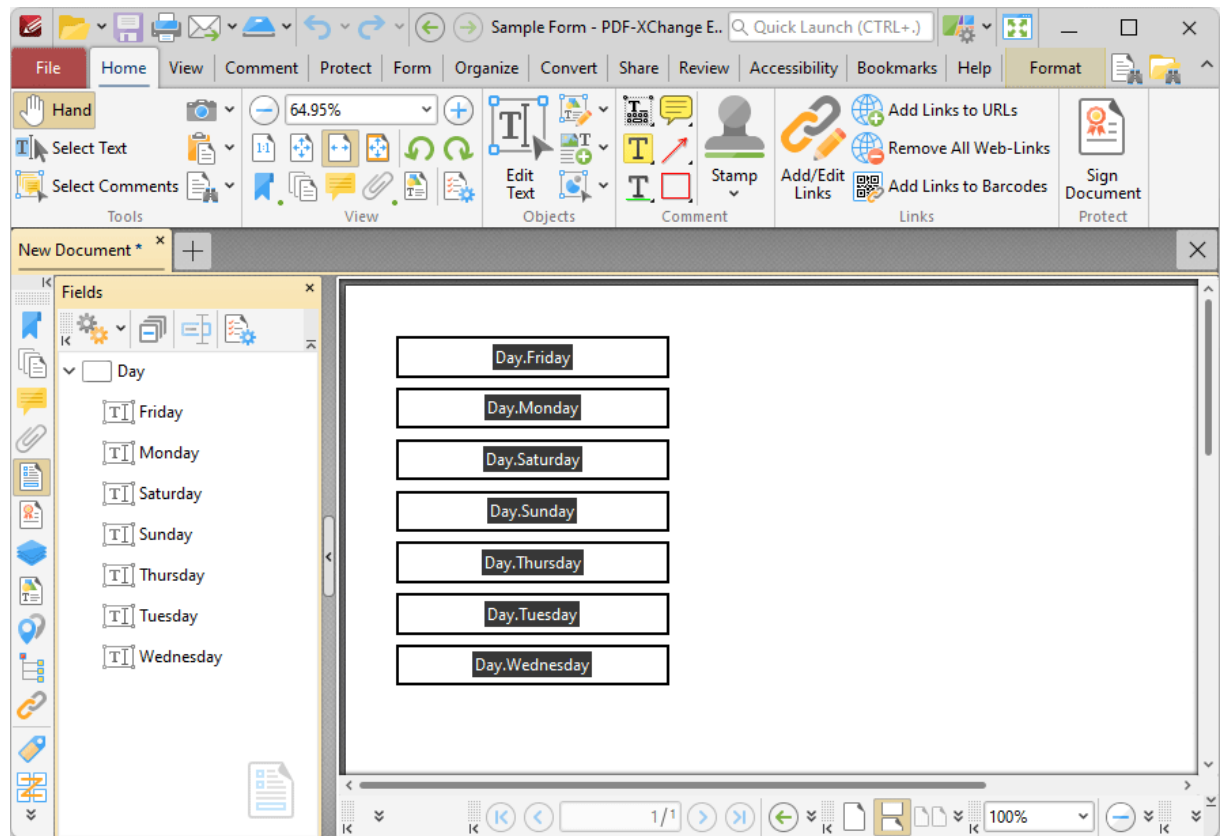 Sample Form - PDF-XChange E.. Quick Launch (CTRL+.)
File Home View Comment Protect Form Organize Convert Share Review Accessibility Bookmarks Help Format
Hand 64.95% Add Links to URLs
Select Text Remove All Web-Links
Select Comments Edit Text Stamp Add/Edit Links Add Links to Barcodes Sign Document
Tools View Objects Comment Links Protect
New Document *
Fields
Day
Friday
Monday
Saturday
Sunday
Thursday
Tuesday
Wednesday
Day.Friday
Day.Monday
Day.Saturday
Day.Sunday
Day.Thursday
Day.Tuesday
Day.Wednesday
1/1 100%